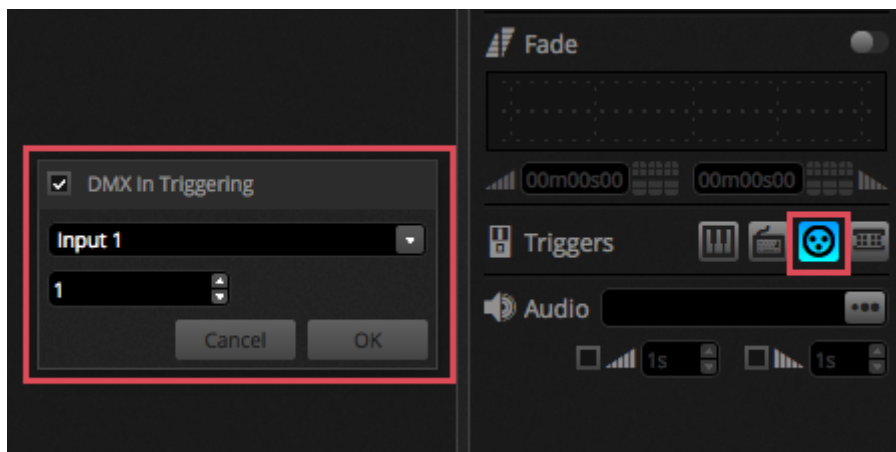 DMX In Triggering
Input 1
1
Cancel
OK
Fade
00m00s00
00m00s00
Triggers
Audio
1s
1s